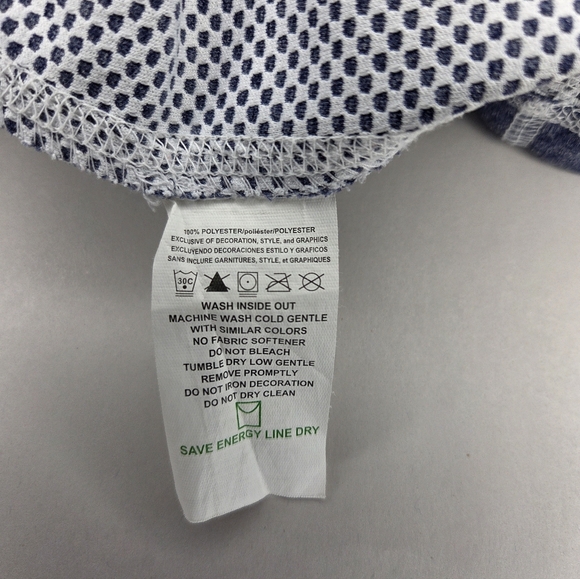 100% POLYESTER/poliéster/POLYESTER
EXCLUSIVE OF DECORATION, STYLE, and GRAPHICS
EXCLUYENDO DECORACIONES ESTILO Y GRAFICOS
SANS INCLURE GARNITURES, STYLE, et GRAPHIQUES
30C
WASH INSIDE OUT
MACHINE WASH COLD GENTLE
WITH SIMILAR COLORS
NO FABRIC SOFTENER
DO NOT BLEACH
TUMBLE DRY LOW GENTLE
REMOVE PROMPTLY
DO NOT IRON DECORATION
DO NOT DRY CLEAN
SAVE ENERGY LINE DRY